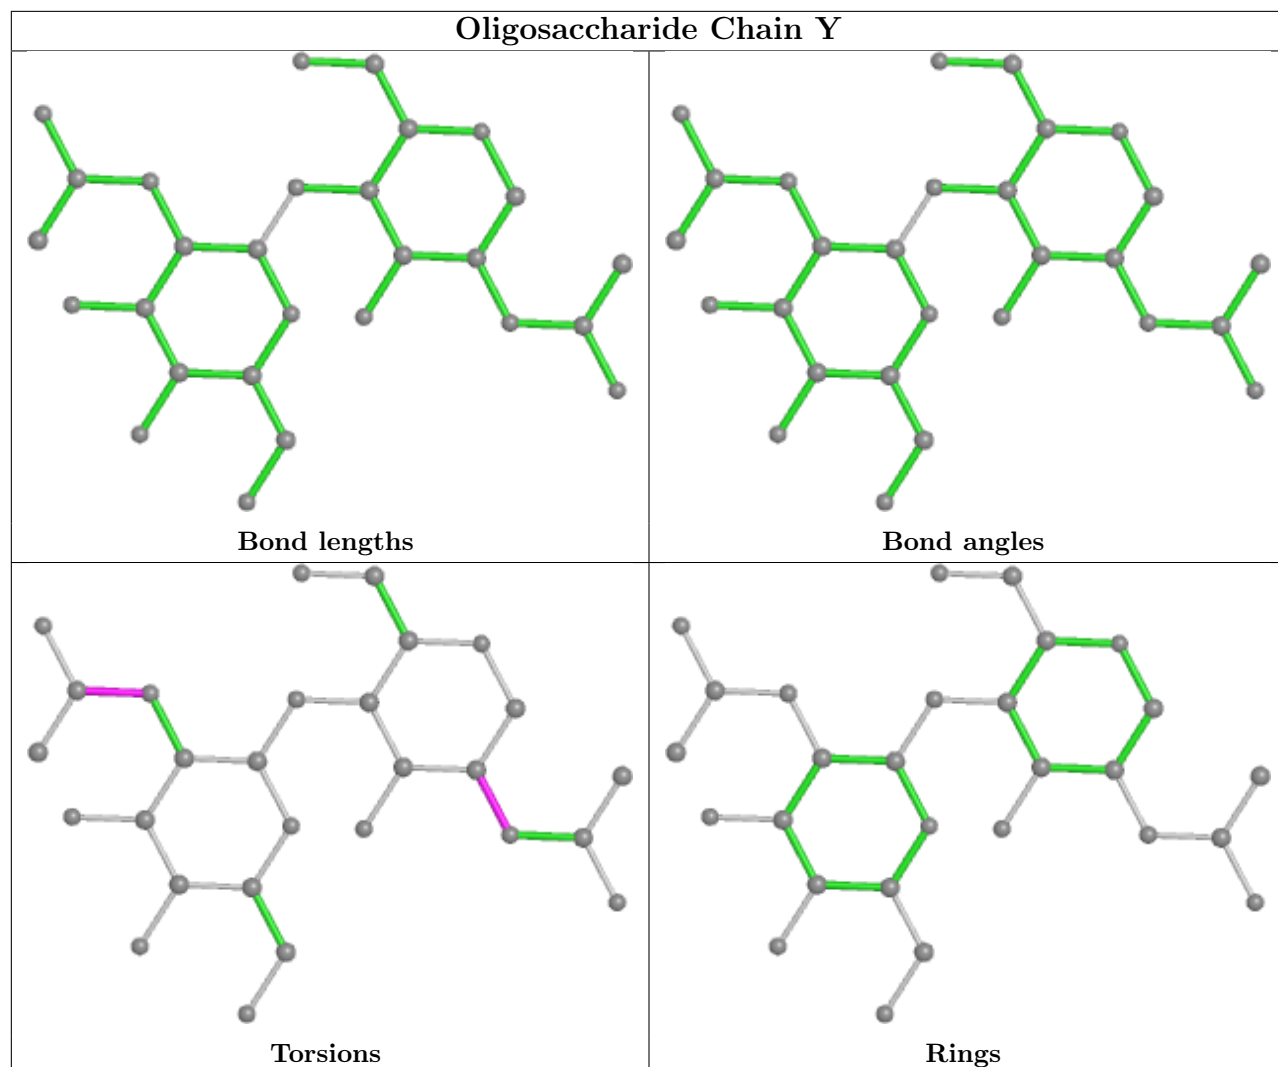 Oligosaccharide Chain Y
Bond lengths
Bond angles
Torsions
Rings